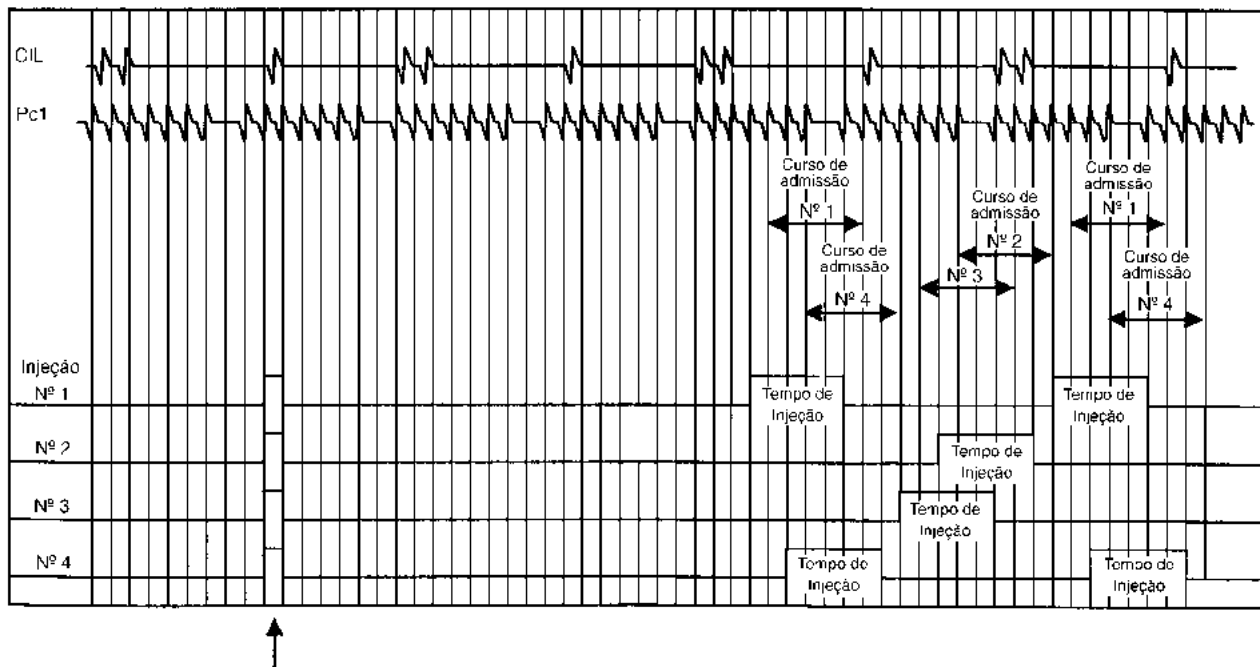 CIL
Pc1
Curso de
admissão
Nº 1
Curso de
admissão
Nº 4
Curso de
admissão
Nº 2
Nº 3
Curso de
admissão
Nº 1
Curso de
admissão
Nº 4
Injeção
Nº 1
Tempo de
Injeção
Tempo de
Injeção
Nº 2
Tempo de
Injeção
Nº 3
Tempo de
Injeção
Nº 4
Tempo de
Injeção
Tempo de
Injeção